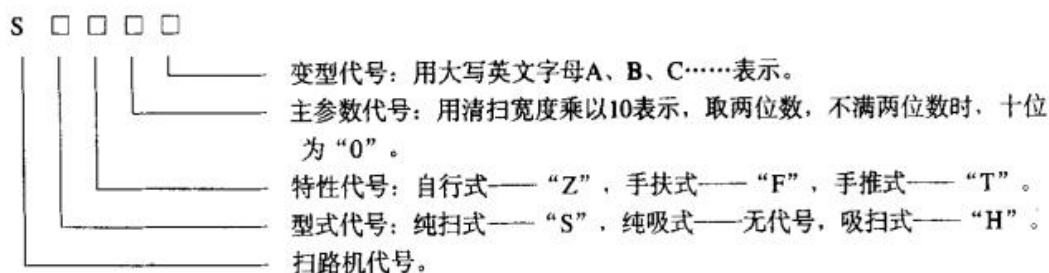 S □ □ □ □
变型代号：用大写英文字母A、B、C……表示。
主参数代号：用清扫宽度乘以10表示，取两位数，不满两位数时，十位
为“0”。
特性代号：自行式——“Z”，手扶式——“F”，手推式——“T”。
型式代号：纯扫式——“S”，纯吸式——无代号，吸扫式——“H”。
扫路机代号。